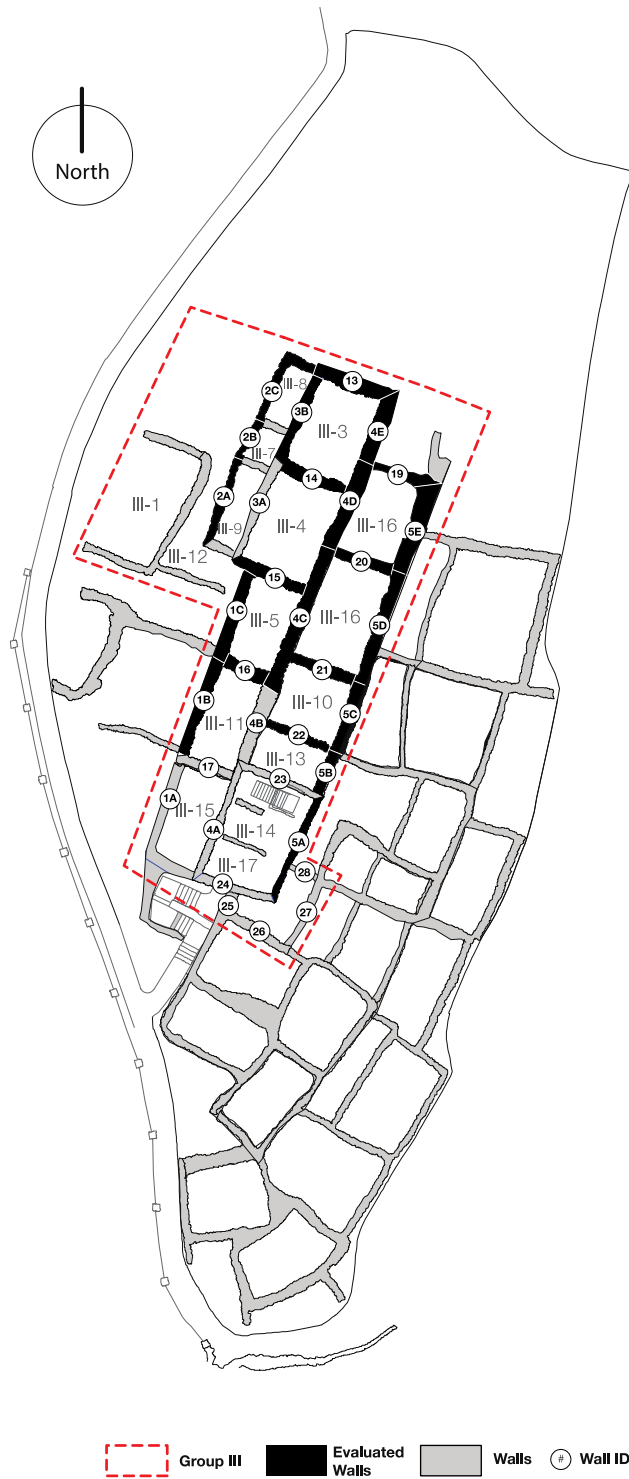 North
13
2C
III-8
3B
4E
III-3
2B
III-7
19
14
4D
2A
3A
III-1
III-4
III-16
5E
III-9
III-12
20
15
1C
4C
5D
III-5
III-16
16
21
1B
III-10
5C
III-11
4B
22
III-13
17
23
5B
1A
III-15
III-14
4A
5A
III-17
28
24
25
27
26
Group III
Evaluated
Walls
Walls
# Wall ID